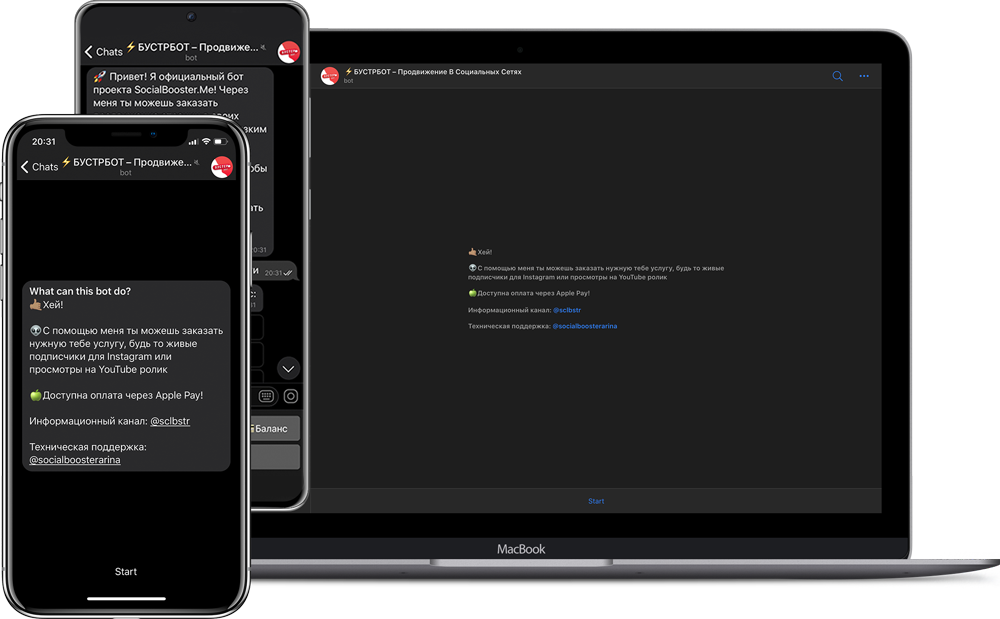 Chats ⚡БУСТРБОТ – Продвиже...
bot
🚀 Привет! Я официальный бот
проекта SocialBooster.Me! Через
меня ты можешь заказать
20:31
Баланс
20:31
Chats ⚡БУСТРБОТ – Продвиже...
bot
What can this bot do?
🤙🏽Хей!
👽С помощью меня ты можешь заказать
нужную тебе услугу, будь то живые
подписчики для Instagram или
просмотры на YouTube ролик
🍏Доступна оплата через Apple Pay!
Информационный канал: @sclbstr
Техническая поддержка:
@socialboosterarina
Start
⚡БУСТРБОТ – Продвижение В Социальных Сетях
bot
🤙🏽Хей!
👽С помощью меня ты можешь заказать нужную тебе услугу, будь то живые
подписчики для Instagram или просмотры на YouTube ролик
🍏Доступна оплата через Apple Pay!
Информационный канал: @sclbstr
Техническая поддержка: @socialboosterarina
Start
MacBook